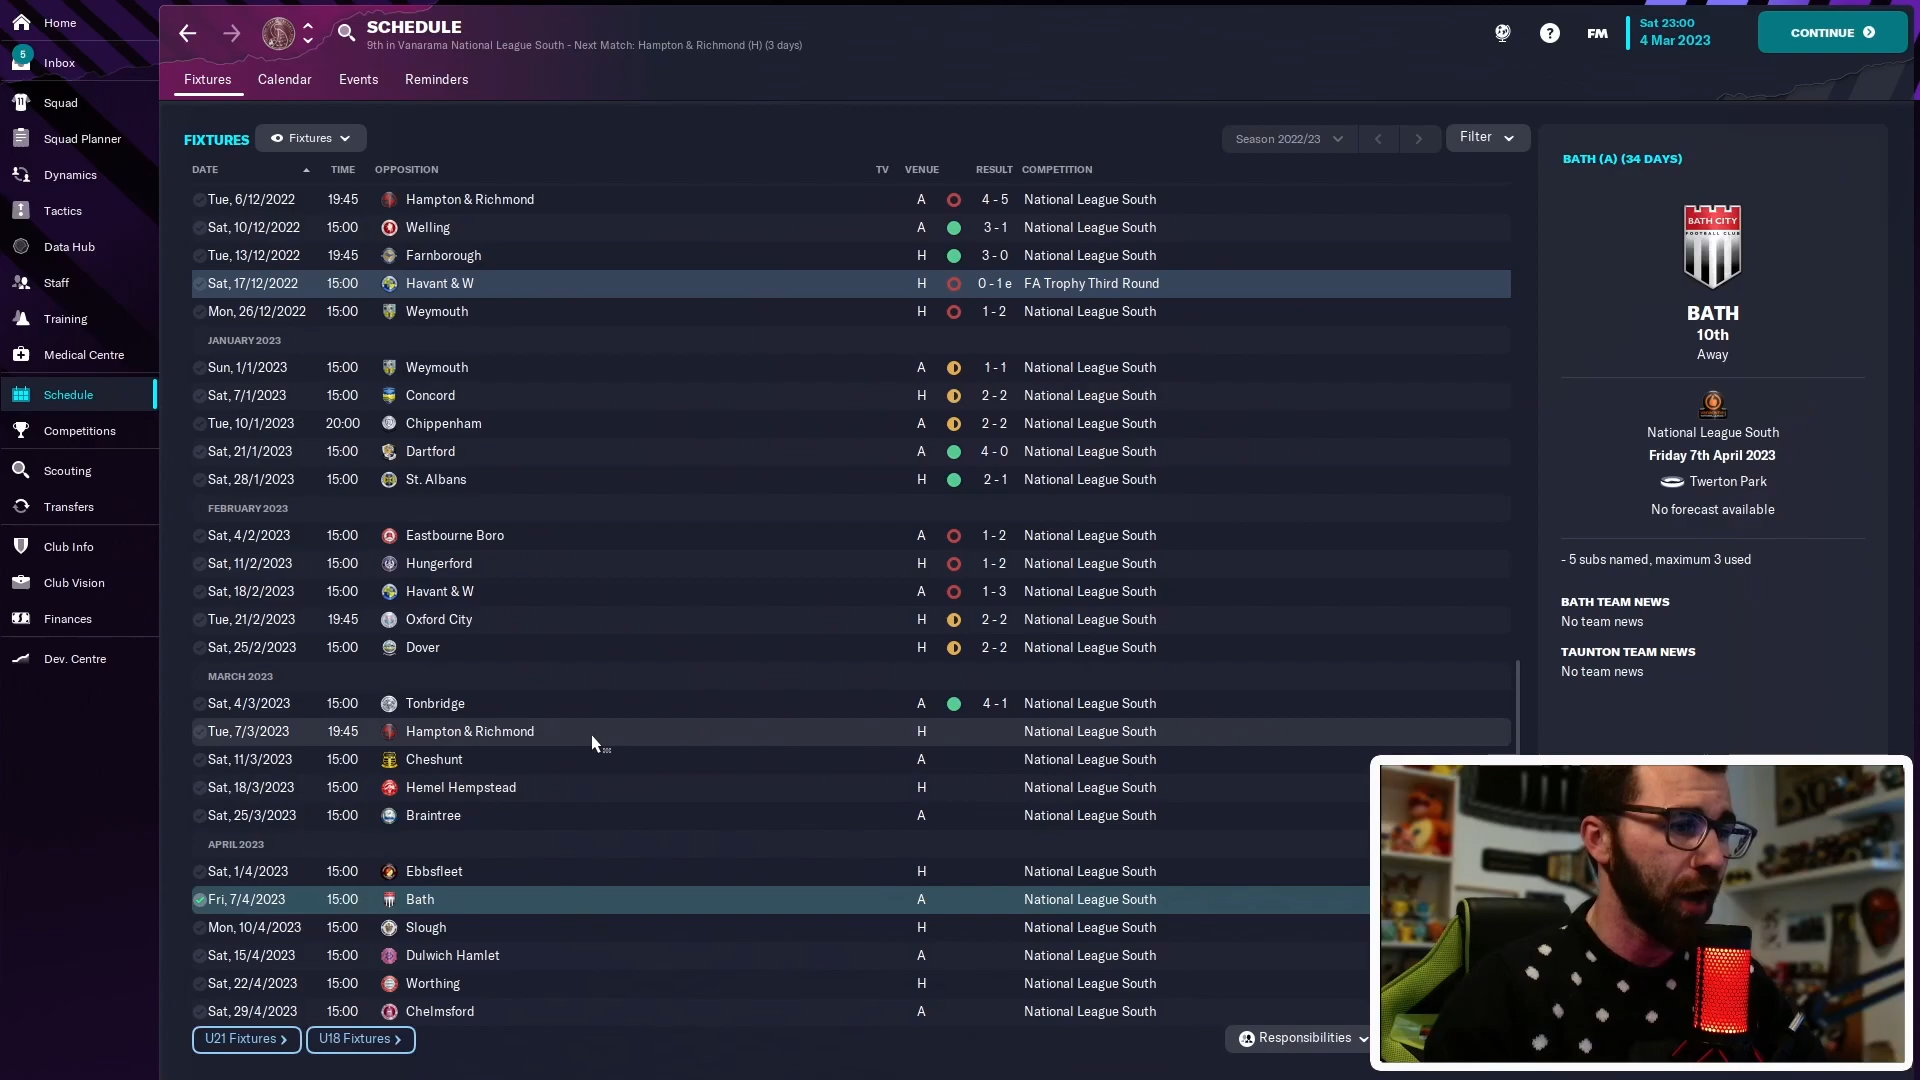 Home
5
Inbox
Squad
Squad Planner
Dynamics
Tactics
Data Hub
Staff
Training
Medical Centre
Schedule
Competitions
Scouting
Transfers
Club Info
Club Vision
Finances
Dev. Centre
SCHEDULE
9th in Vanarama National League South - Next Match: Hampton & Richmond (H) (3 days)
? FM
Sat 23:00
4 Mar 2023
CONTINUE
Fixtures Calendar Events Reminders
FIXTURES Fixtures Season 2022/23 Filter
DATE TIME OPPOSITION TV VENUE RESULT COMPETITION
Tue, 6/12/2022 19:45 Hampton & Richmond A 4 - 5 National League South
Sat, 10/12/2022 15:00 Welling A 3 - 1 National League South
Tue, 13/12/2022 19:45 Farnborough H 3 - 0 National League South
Sat, 17/12/2022 15:00 Havant & W H 0 - 1 e FA Trophy Third Round
Mon, 26/12/2022 15:00 Weymouth H 1 - 2 National League South
JANUARY 2023
Sun, 1/1/2023 15:00 Weymouth A 1 - 1 National League South
Sat, 7/1/2023 15:00 Concord H 2 - 2 National League South
Tue, 10/1/2023 20:00 Chippenham A 2 - 2 National League South
Sat, 21/1/2023 15:00 Dartford A 4 - 0 National League South
Sat, 28/1/2023 15:00 St. Albans H 2 - 1 National League South
FEBRUARY 2023
Sat, 4/2/2023 15:00 Eastbourne Boro A 1 - 2 National League South
Sat, 11/2/2023 15:00 Hungerford H 1 - 2 National League South
Sat, 18/2/2023 15:00 Havant & W A 1 - 3 National League South
Tue, 21/2/2023 19:45 Oxford City H 2 - 2 National League South
Sat, 25/2/2023 15:00 Dover H 2 - 2 National League South
MARCH 2023
Sat, 4/3/2023 15:00 Tonbridge A 4 - 1 National League South
Tue, 7/3/2023 19:45 Hampton & Richmond H National League South
Sat, 11/3/2023 15:00 Cheshunt A National League South
Sat, 18/3/2023 15:00 Hemel Hempstead H National League South
Sat, 25/3/2023 15:00 Braintree A National League South
APRIL 2023
Sat, 1/4/2023 15:00 Ebbsfleet H National League South
Fri, 7/4/2023 15:00 Bath A National League South
Mon, 10/4/2023 15:00 Slough H National League South
Sat, 15/4/2023 15:00 Dulwich Hamlet A National League South
Sat, 22/4/2023 15:00 Worthing H National League South
Sat, 29/4/2023 15:00 Chelmsford A National League South
U21 Fixtures U18 Fixtures Responsibilities
BATH (A) (34 DAYS)
BATH CITY
FOOTBALL CLUB
BATH
10th
Away
National League South
Friday 7th April 2023
Twerton Park
No forecast available
- 5 subs named, maximum 3 used
BATH TEAM NEWS
No team news
TAUNTON TEAM NEWS
No team news